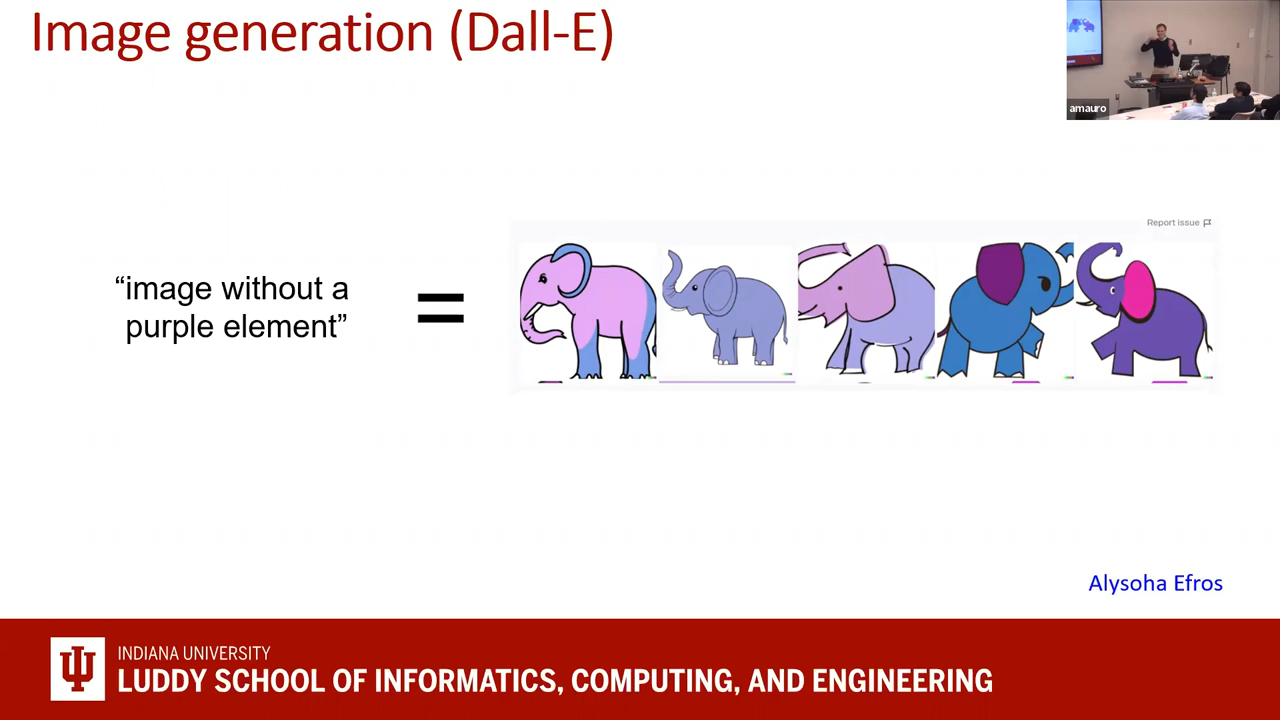 Image generation (Dall-E)
amauro
Report issue
“image without a
purple element”
=
Alysoha Efros
INDIANA UNIVERSITY
LUDDY SCHOOL OF INFORMATICS, COMPUTING, AND ENGINEERING